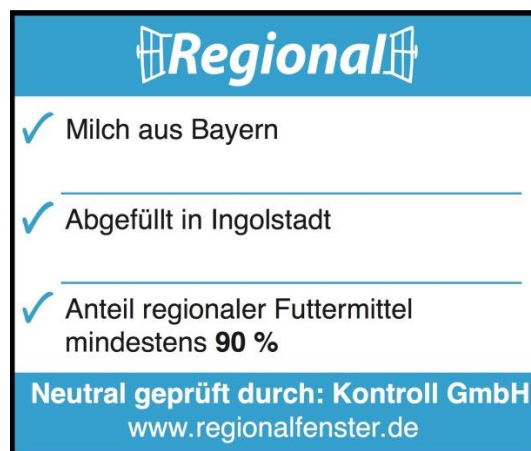 Regional
Milch aus Bayern
Abgefüllt in Ingolstadt
Anteil regionaler Futtermittel
mindestens 90 %
Neutral geprüft durch: Kontroll GmbH
www.regionalfenster.de